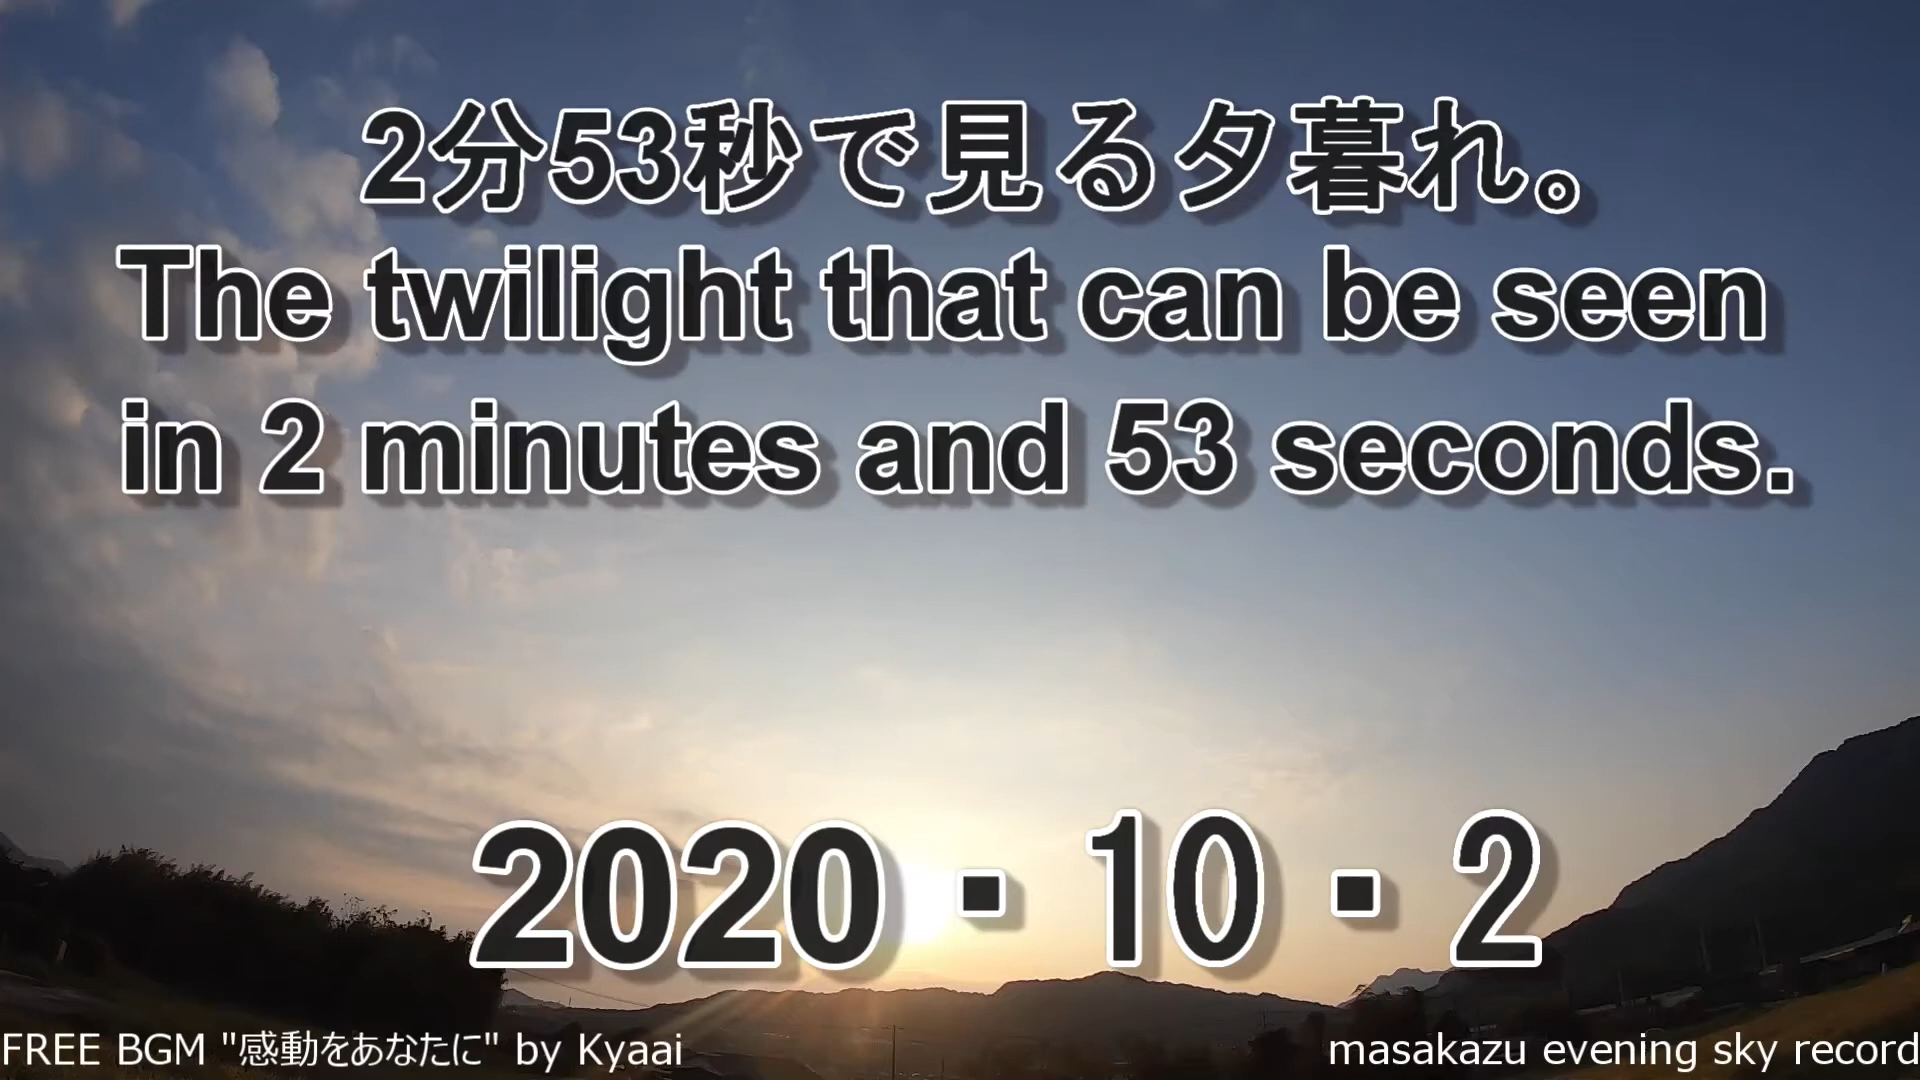 2分53秒で見る夕暮れ。
The twilight that can be seen
in 2 minutes and 53 seconds.
2020・10・2
FREE BGM "感動をあなたに" by Kyaai
masakazu evening sky record